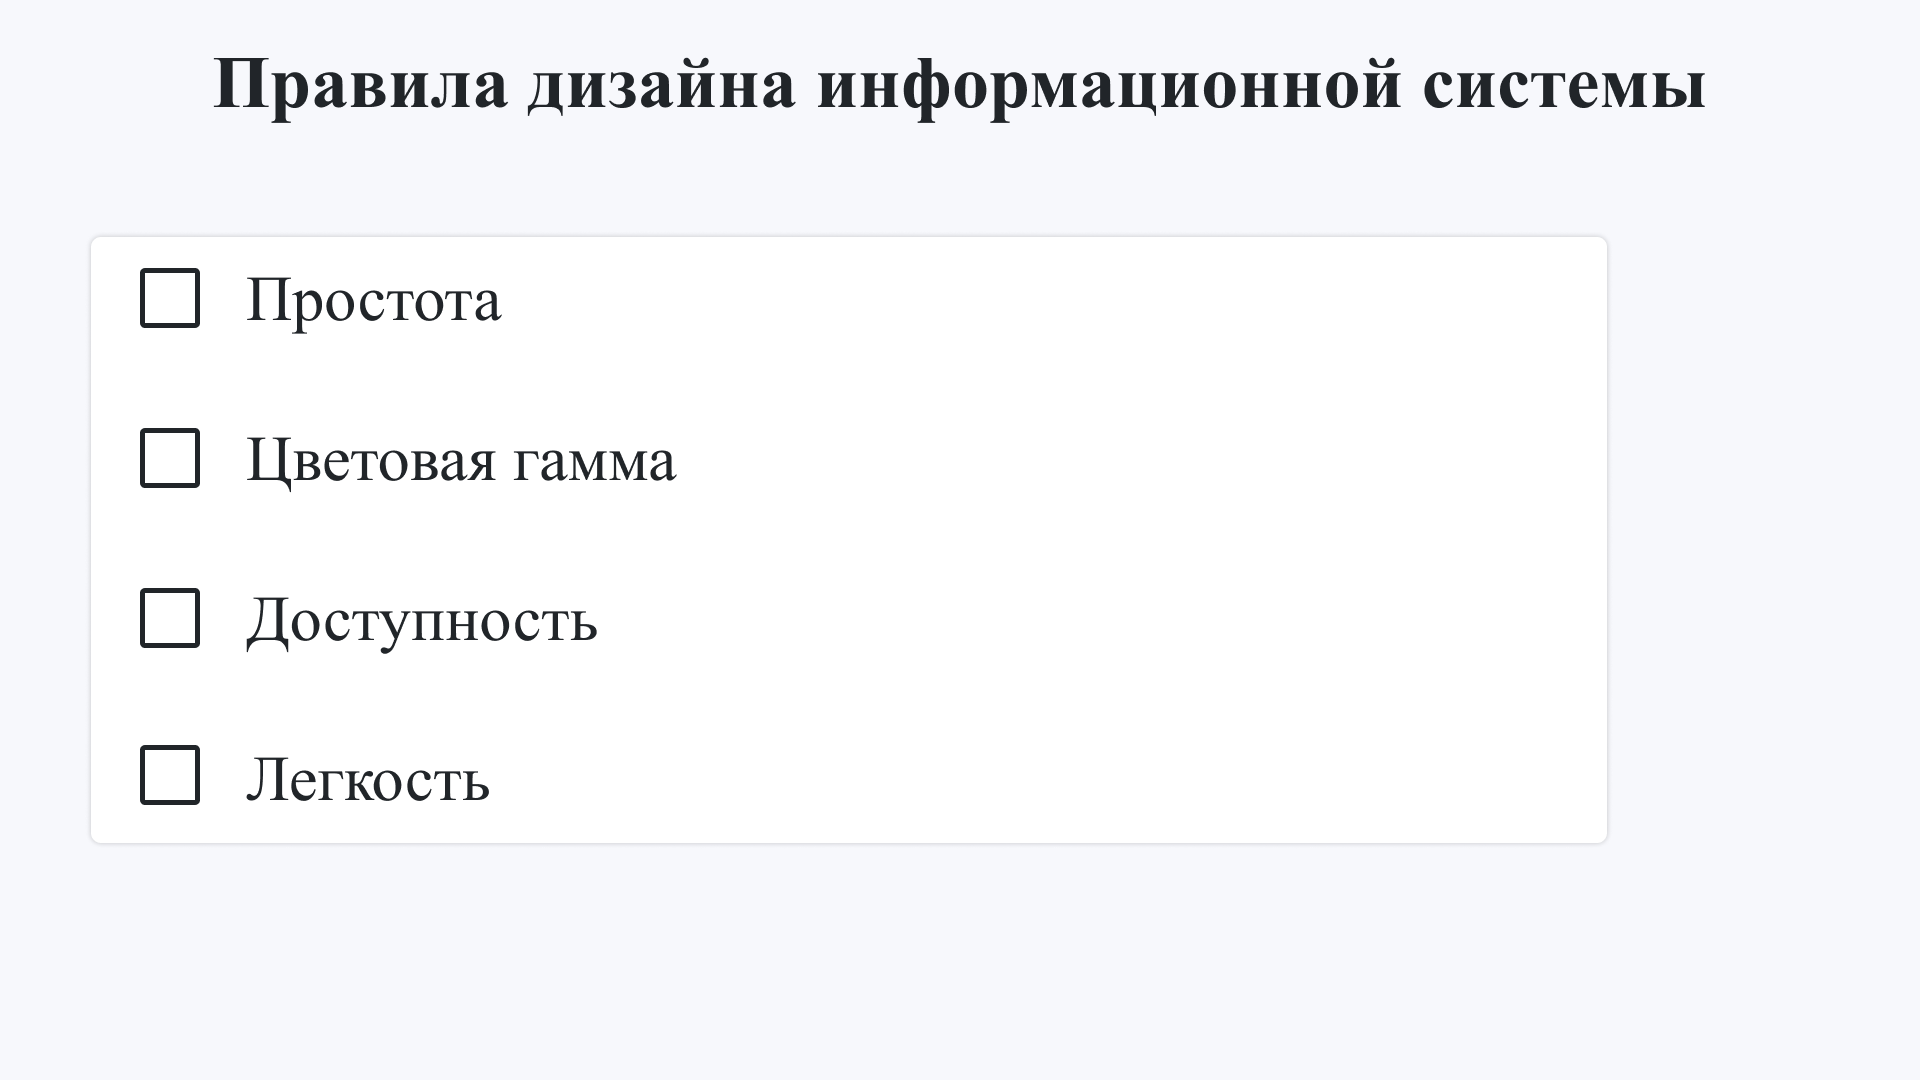 Правила дизайна информационной системы
Простота
Цветовая гамма
Доступность
Легкость